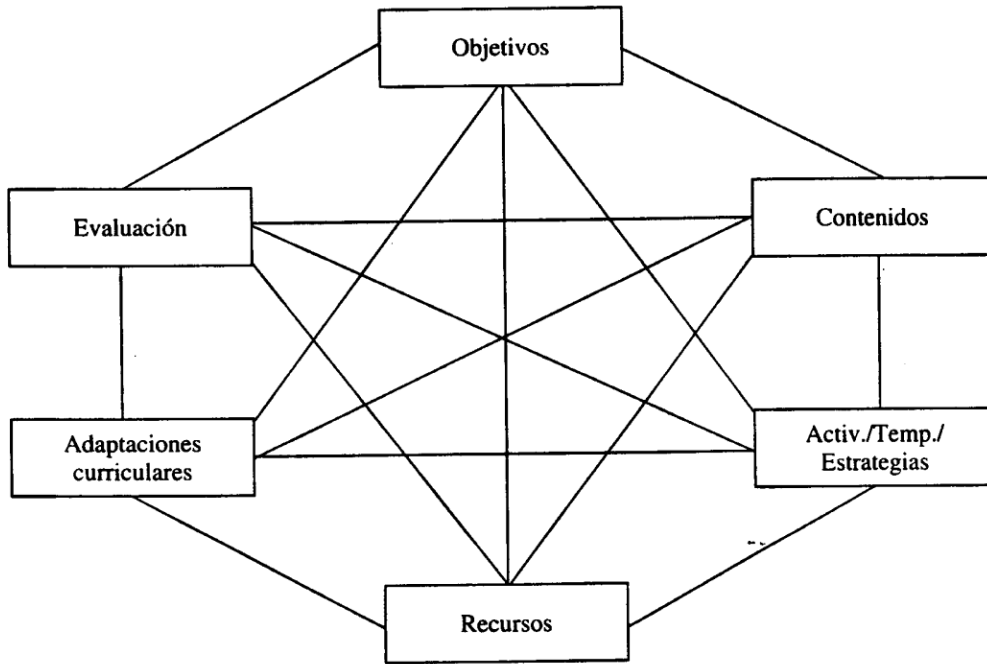 Objetivos
Evaluación
Contenidos
Adaptaciones
curriculares
Activ./Temp./
Estrategias
Recursos